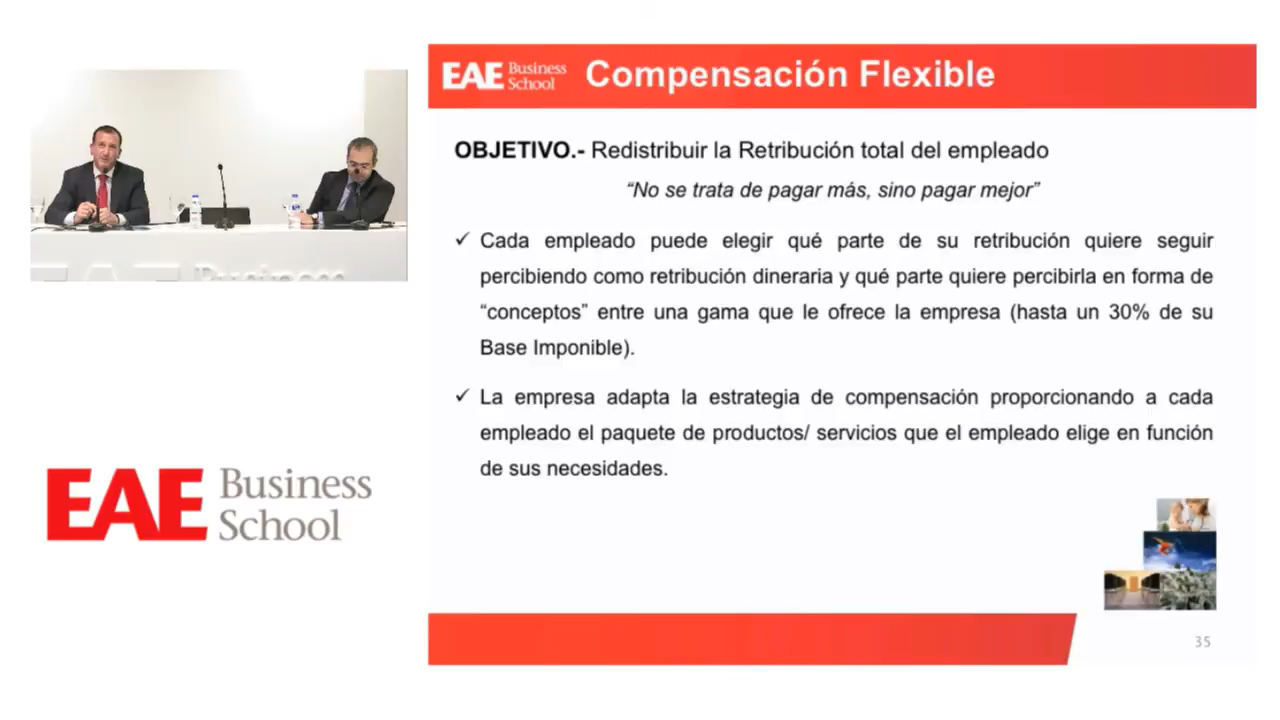 EAE Business School
Compensación Flexible
OBJETIVO.- Redistribuir la Retribución total del empleado
“No se trata de pagar más, sino pagar mejor”
✓ Cada empleado puede elegir qué parte de su retribución quiere seguir
percibiendo como retribución dineraria y qué parte quiere percibirla en forma de
“conceptos” entre una gama que le ofrece la empresa (hasta un 30% de su
Base Imponible).
✓ La empresa adapta la estrategia de compensación proporcionando a cada
empleado el paquete de productos/ servicios que el empleado elige en función
de sus necesidades.
35
EAE Business
School